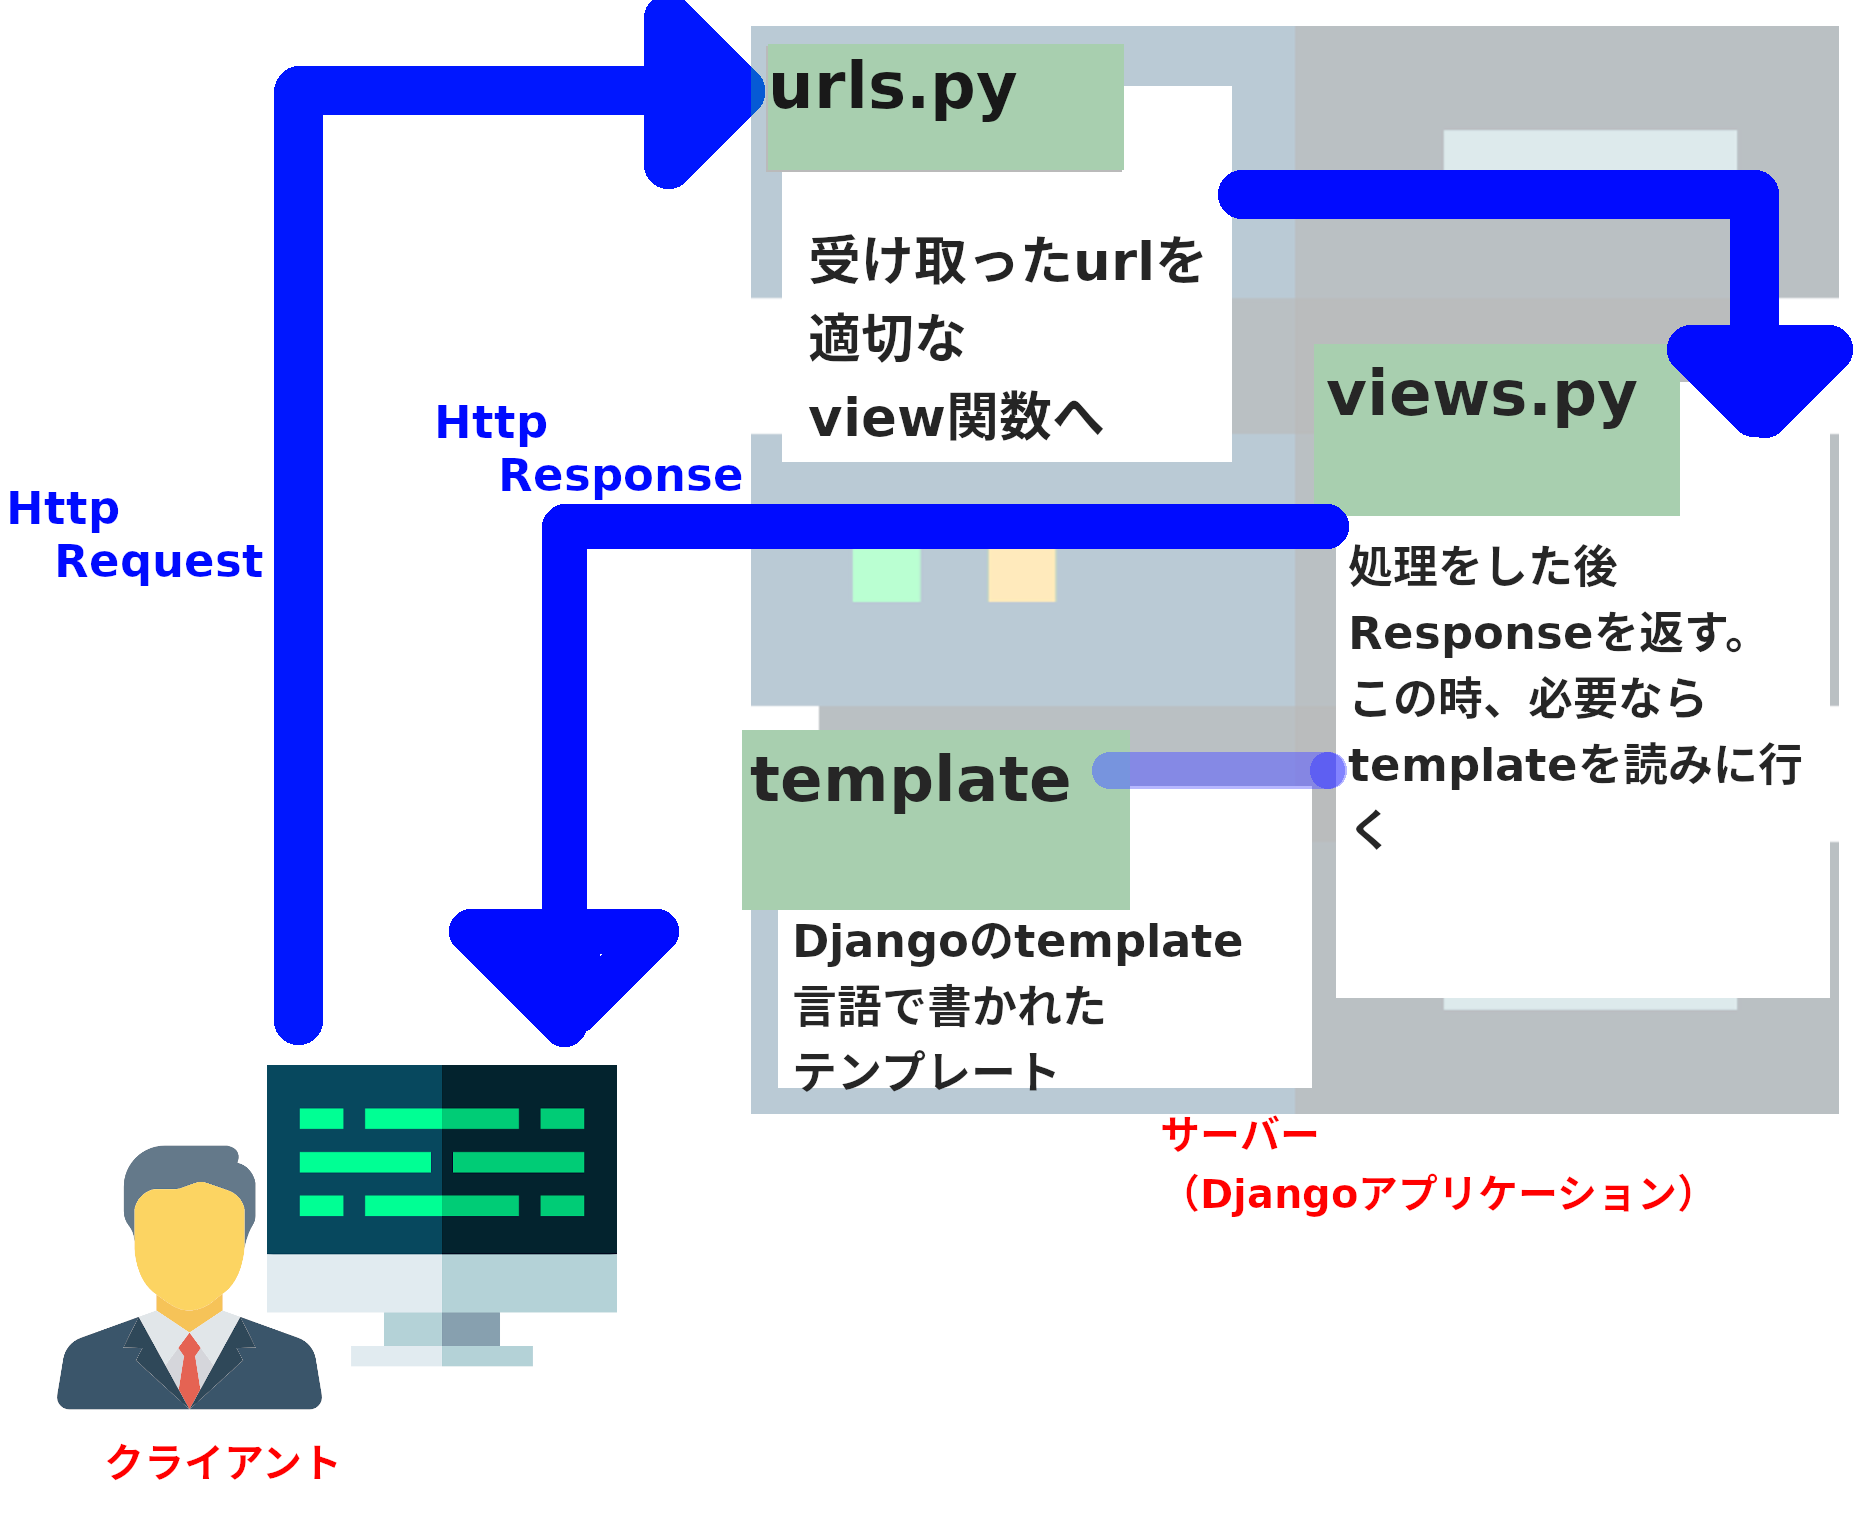 urls.py
受け取ったurlを
適切な
view関数へ
views.py
Http
Response
Http
Request
処理をした後
Responseを返す。
この時、必要なら
templateを読みに行
く
template
Djangoのtemplate
言語で書かれた
テンプレート
サーバー
（Djangoアプリケーション）
クライアント